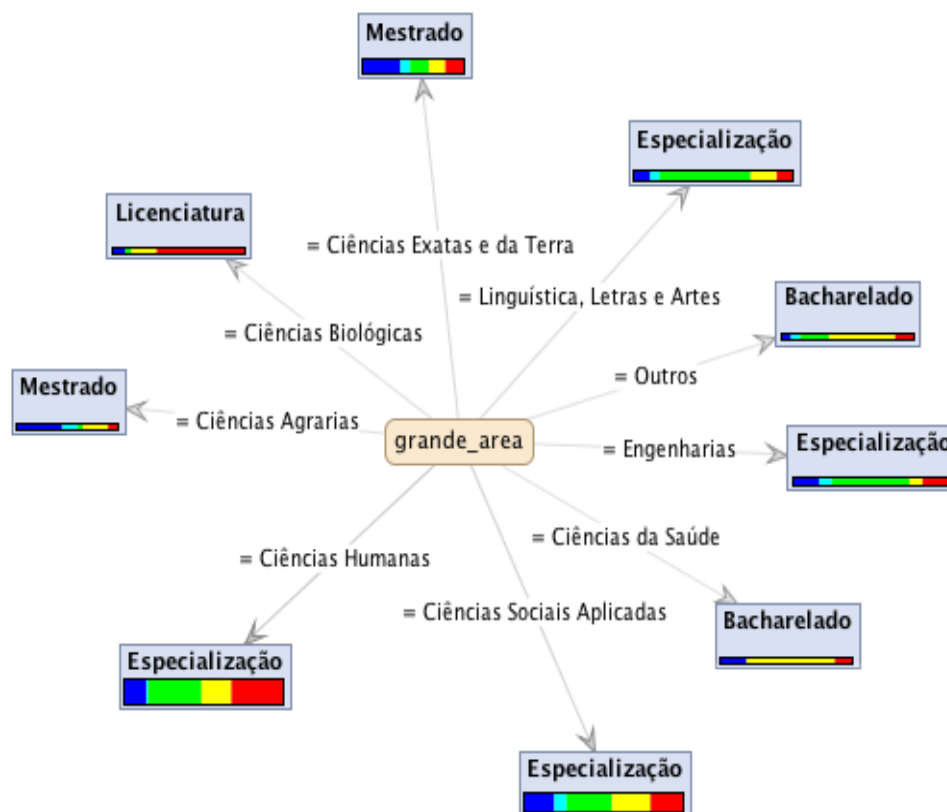 Mestrado
Especialização
Licenciatura
= Ciências Exatas e da Terra
= Linguística, Letras e Artes
Bacharelado
= Ciências Biológicas
= Outros
Mestrado
= Ciências Agrarias
grande_area
= Engenharias
Especialização
= Ciências da Saúde
= Ciências Humanas
= Ciências Sociais Aplicadas
Bacharelado
Especialização
Especialização